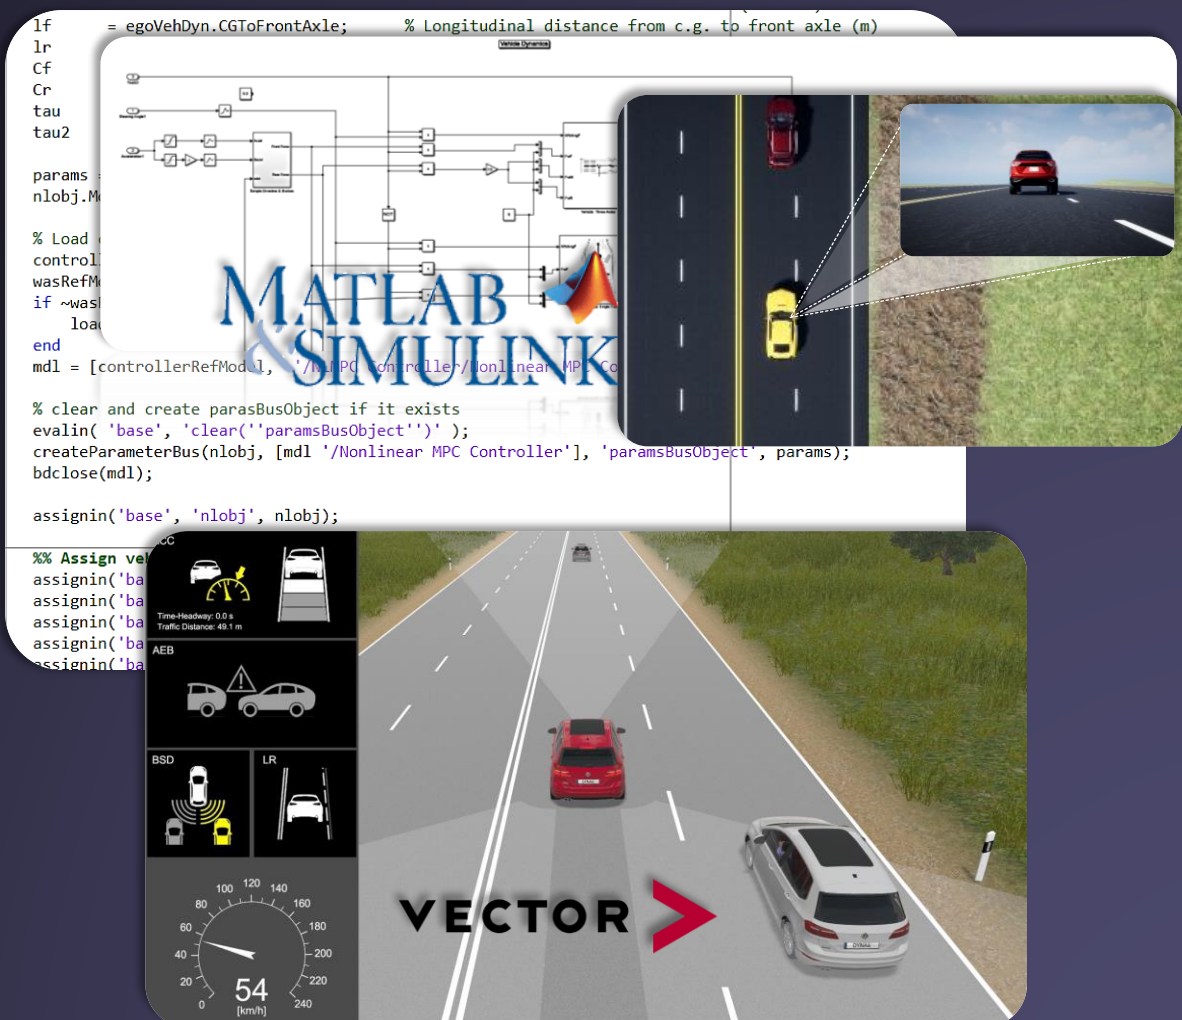 lf = egoVehDyn.CGToFrontAxle; % Longitudinal distance from c.g. to front axle (m)
lr
Cf
Cr
tau
tau2
params =
nlobj.M
% Load
controll
wasRefM
if ~was
load
end
mdl = [controllerRefModel, '/NLMPC Controller/Nonlinear MPC Co
% clear and create parasBusObject if it exists
evalin( 'base', 'clear(''paramsBusObject'')' );
createParameterBus(nlobj, [mdl '/Nonlinear MPC Controller'], 'paramsBusObject', params);
bdclose(mdl);
assignin('base', 'nlobj', nlobj);
%% Assign veh
assignin('ba
assignin('ba
assignin('ba
assignin('ba
assignin('ba
Vehicle Dynamics
MATLAB
& SIMULINK
CC
Time-Headway: 0.0 s
Traffic Distance: 49.1 m
AEB
BSD
LR
0 20 40 60 80 100 120 140 160 180 200 220 240
54
[km/h]
VECTOR